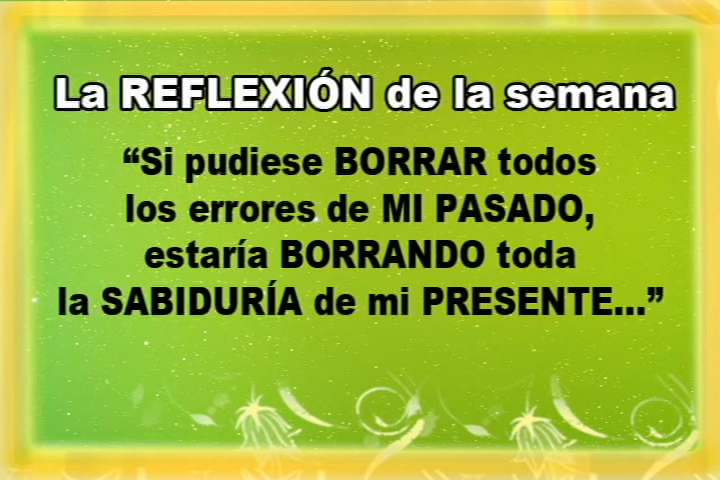 La REFLEXIÓN de la semana
“Si pudiese BORRAR todos
los errores de MI PASADO,
estaría BORRANDO toda
la SABIDURÍA de mi PRESENTE...”